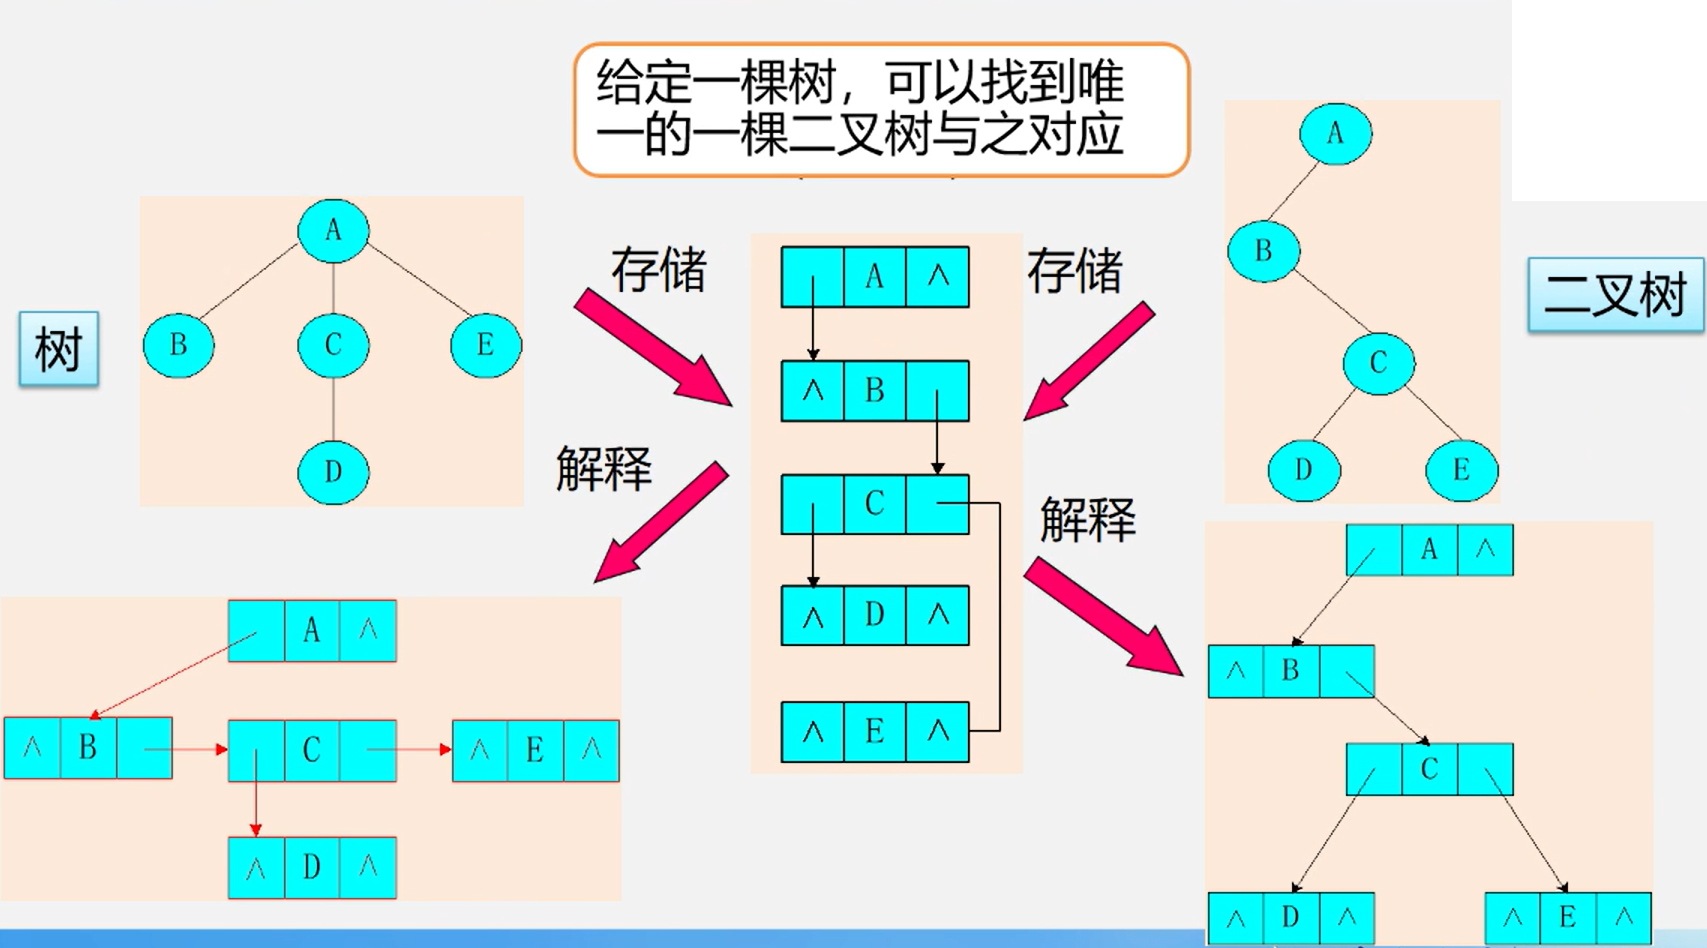 给定一棵树，可以找到唯
一的一棵二叉树与之对应
树
A
B
C
E
D
存储
解释
A ^
^ B
C
^ D ^
^ E ^
存储
解释
二叉树
A
B
C
D
E
A ^
^ B
C
^ E ^
^ D ^
A ^
^ B
C
^ D ^
^ E ^